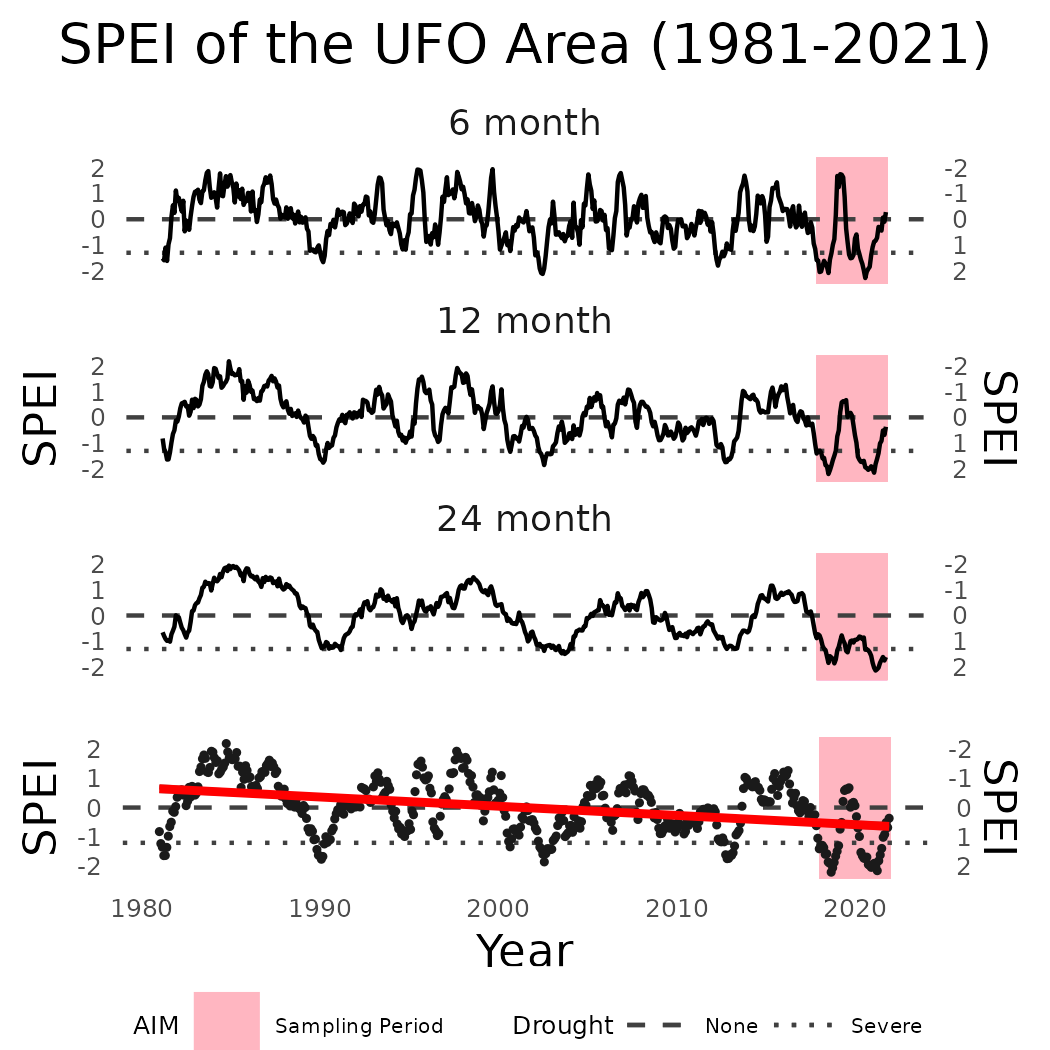 SPEI of the UFO Area (1981-2021)
6 month
2 -2
1 -1
0 0
-1 1
-2 2
12 month
2 -2
1 -1
0 0
-1 1
-2 2
SPEI SPEI
24 month
2 -2
1 -1
0 0
-1 1
-2 2
2 -2
1 -1
0 0
-1 1
-2 2
SPEI SPEI
1980 1990 2000 2010 2020
Year
AIM Sampling Period Drought None Severe